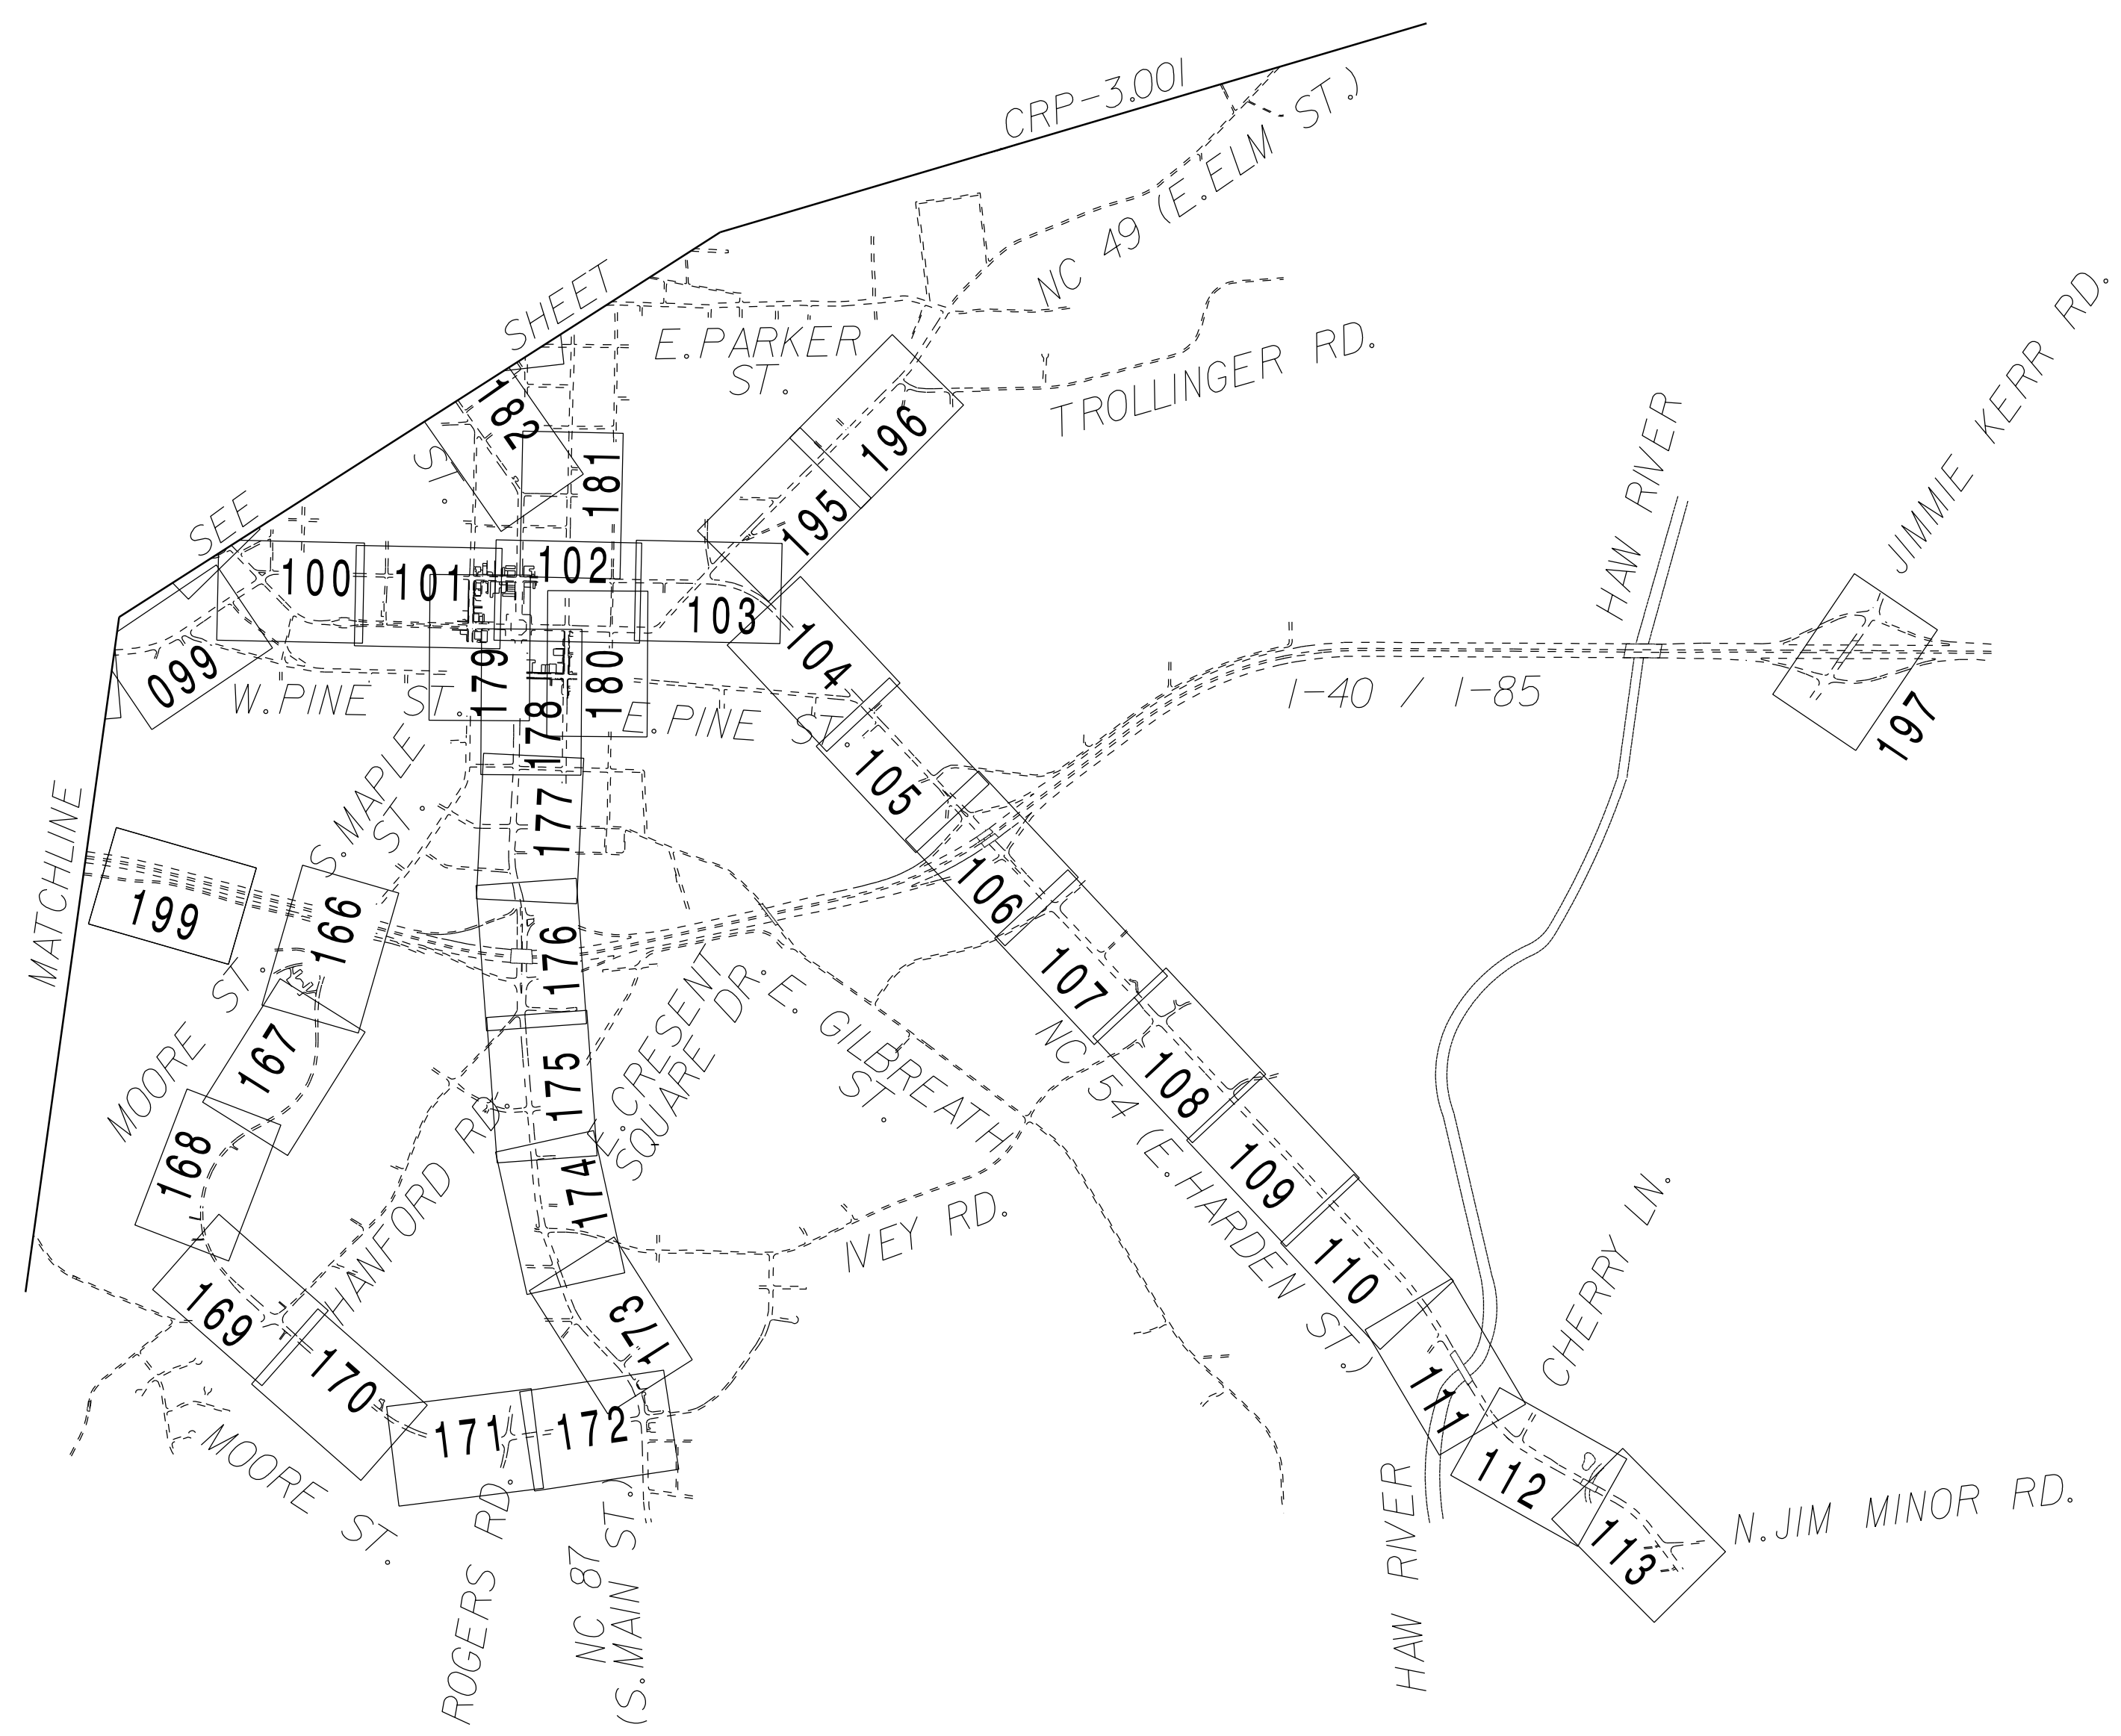 CRP-3.001
NC 49 (E.ELM ST.)
SHEET
E.PARKER
ST.
TROLLINGER RD.
HAW RIVER
JIMMIE KERR RD.
182
ST.
181
196
195
SEE
100
101
102
103
104
099
W.PINE ST.
179
178
180
E.PINE ST.
I-40 / I-85
197
105
S.MAPLE
ST.
177
MATCHLINE
199
166
106
176
107
MOORE ST.
167
E.CRESENT
SQUARE DR.
E. GILBREATH
ST.
NC 54 (E.HARDEN ST.)
175
108
168
HANFORD RD.
174
109
IVEY RD.
110
CHERRY LN.
169
173
170
111
171
172
112
MOORE ST.
113
N.JIM MINOR RD.
ROGERS RD.
NC 87
(S.MAIN ST.)
HAW RIVER